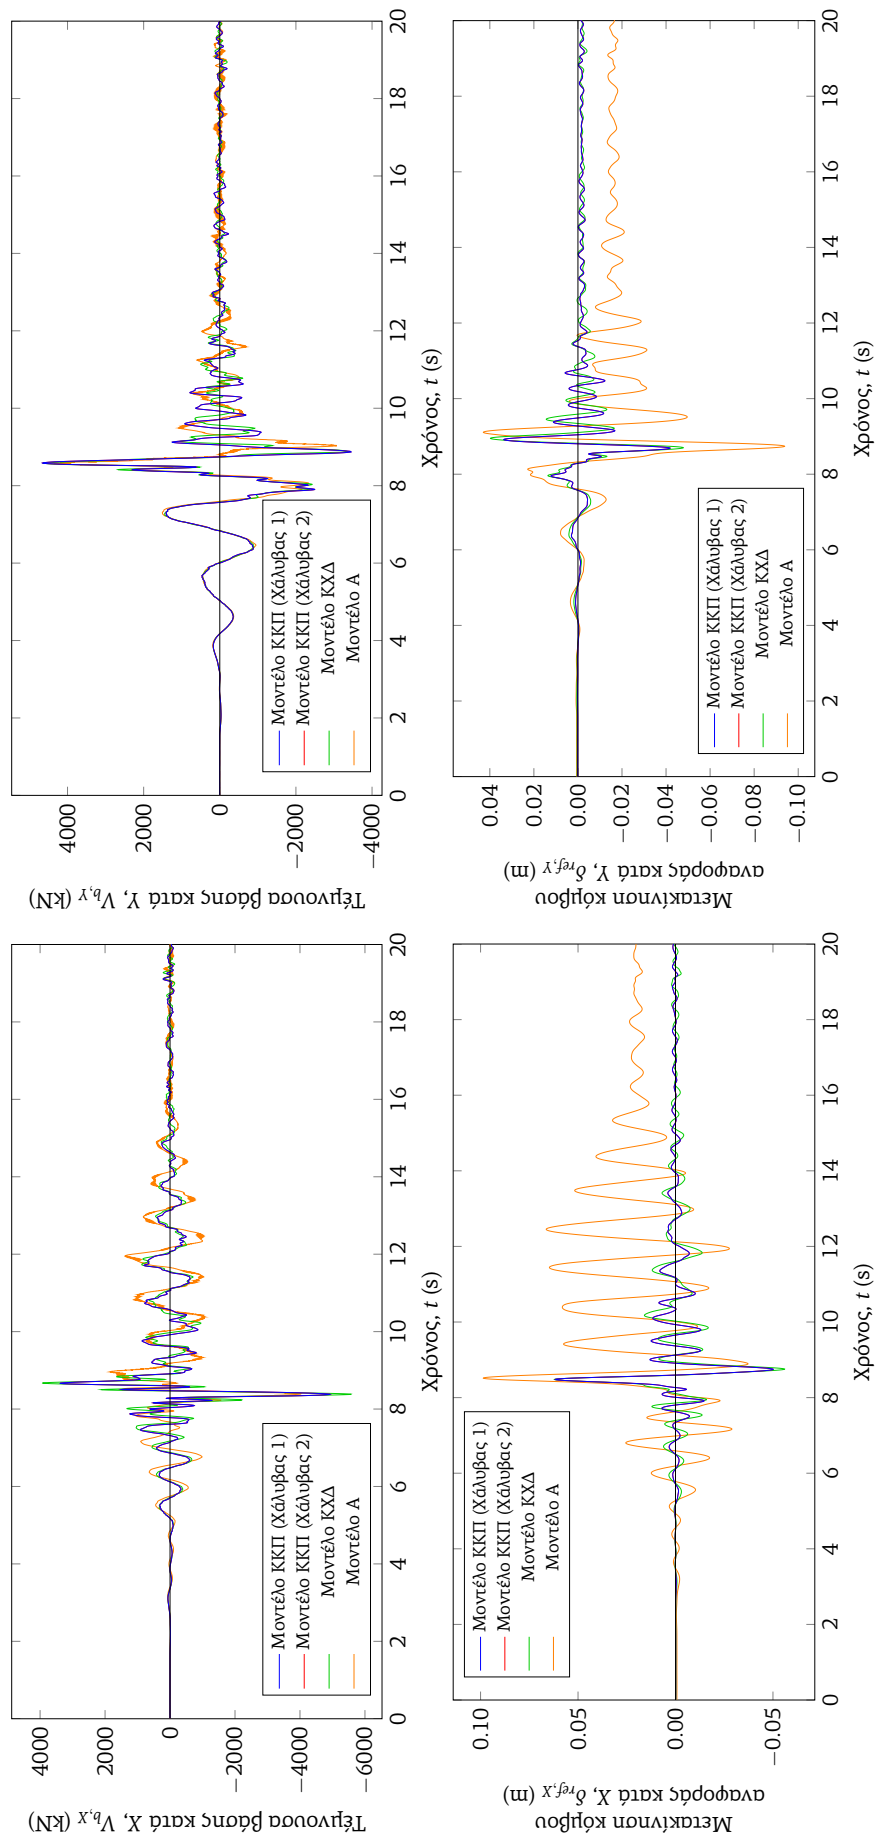 Τέμνουσα βάσης κατά X, V_{b,X} (kN)
4000
2000
0
−2000
−4000
−6000
0 2 4 6 8 10 12 14 16 18 20
Χρόνος, t (s)
Μοντέλο ΚΚΠ (Χάλυβας 1)
Μοντέλο ΚΚΠ (Χάλυβας 2)
Μοντέλο ΚΧΔ
Μοντέλο Α
Τέμνουσα βάσης κατά Y, V_{b,Y} (kN)
4000
2000
0
−2000
−4000
0 2 4 6 8 10 12 14 16 18 20
Χρόνος, t (s)
Μοντέλο ΚΚΠ (Χάλυβας 1)
Μοντέλο ΚΚΠ (Χάλυβας 2)
Μοντέλο ΚΧΔ
Μοντέλο Α
Μετακίνηση κόμβου
αναφοράς κατά X, δ_{ref,X} (m)
0.10
0.05
0.00
−0.05
0 2 4 6 8 10 12 14 16 18 20
Χρόνος, t (s)
Μοντέλο ΚΚΠ (Χάλυβας 1)
Μοντέλο ΚΚΠ (Χάλυβας 2)
Μοντέλο ΚΧΔ
Μοντέλο Α
Μετακίνηση κόμβου
αναφοράς κατά Y, δ_{ref,Y} (m)
0.04
0.02
0.00
−0.02
−0.04
−0.06
−0.08
−0.10
0 2 4 6 8 10 12 14 16 18 20
Χρόνος, t (s)
Μοντέλο ΚΚΠ (Χάλυβας 1)
Μοντέλο ΚΚΠ (Χάλυβας 2)
Μοντέλο ΚΧΔ
Μοντέλο Α